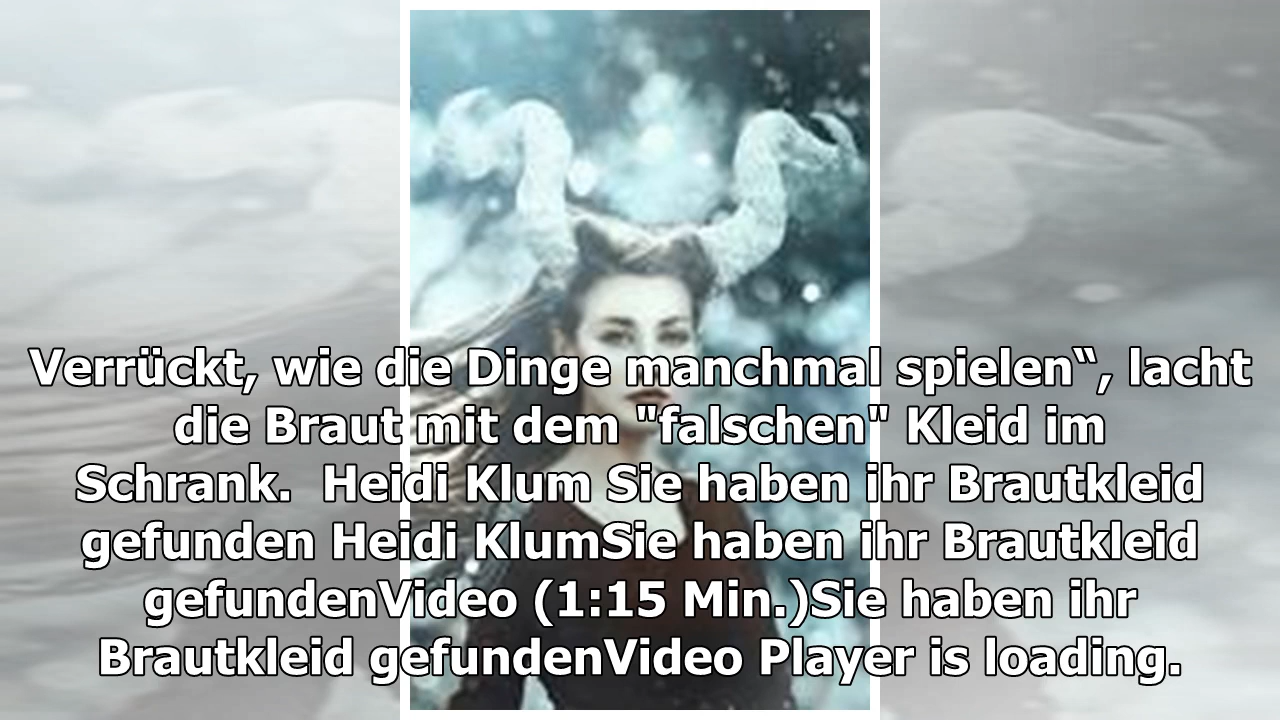 Verrückt, wie die Dinge manchmal spielen“, lacht
die Braut mit dem "falschen" Kleid im
Schrank.  Heidi Klum Sie haben ihr Brautkleid
gefunden Heidi KlumSie haben ihr Brautkleid
gefundenVideo (1:15 Min.)Sie haben ihr
Brautkleid gefundenVideo Player is loading.